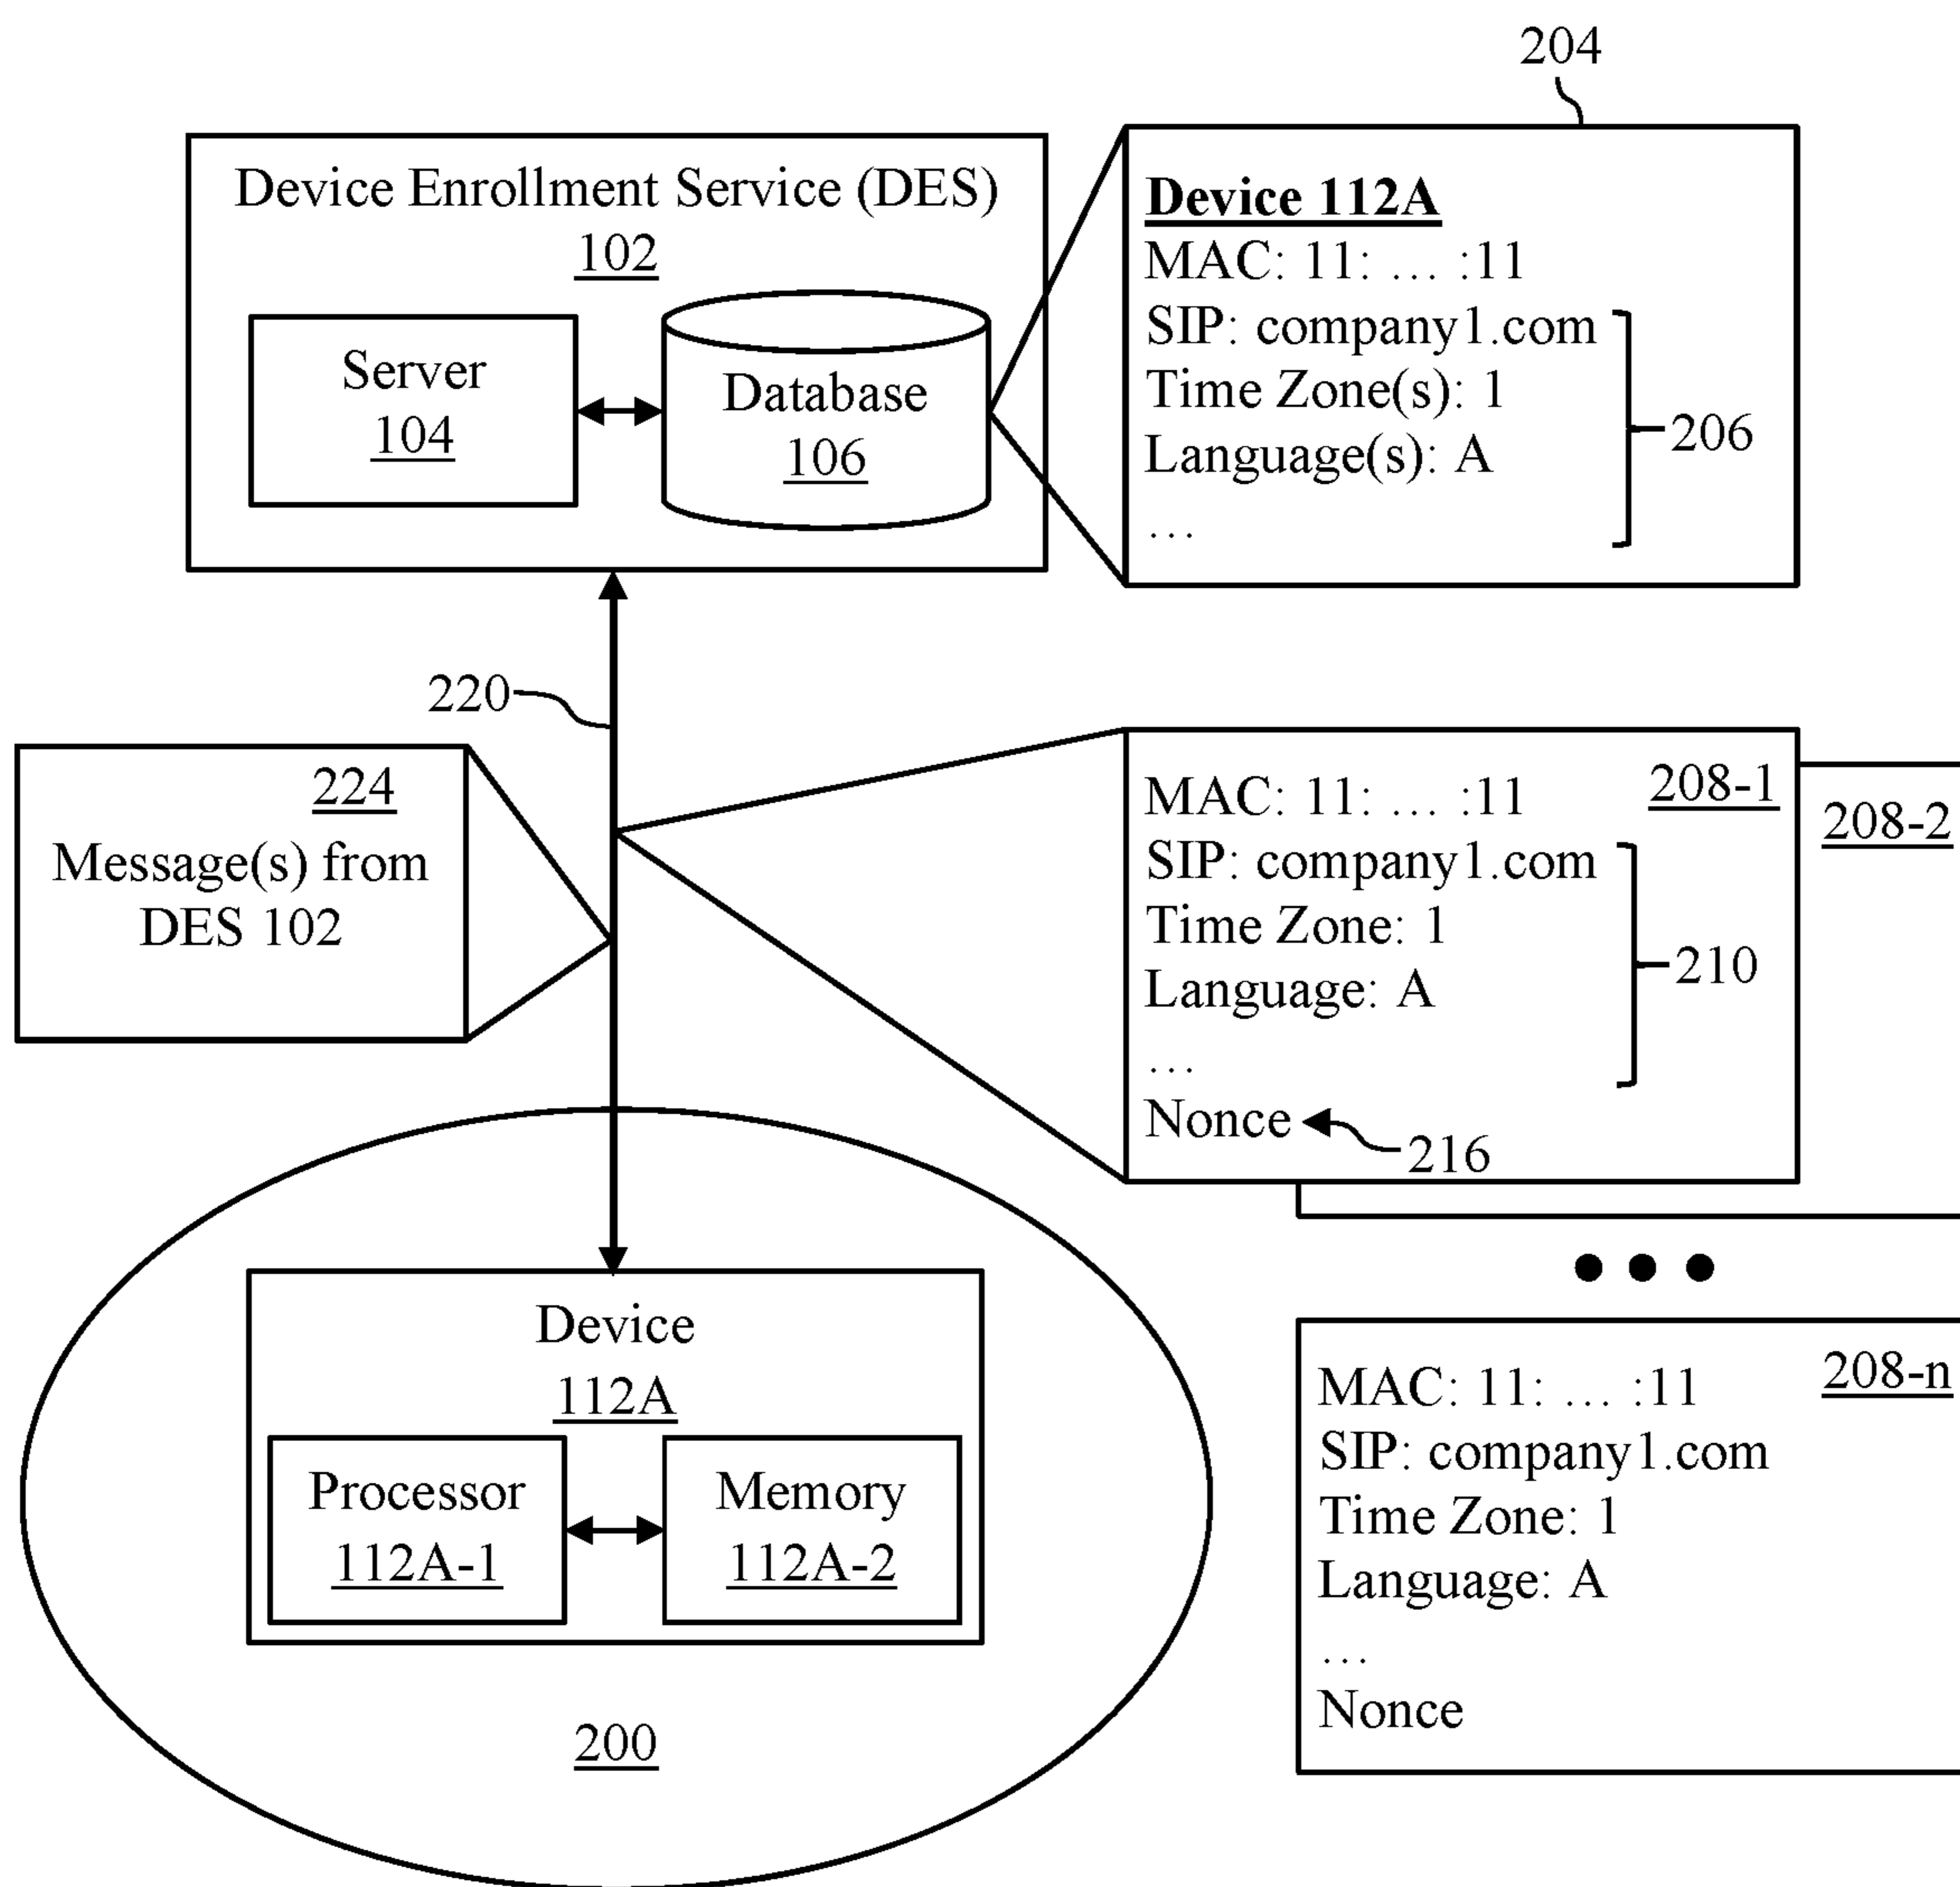 204
Device Enrollment Service (DES)
102
Server
104
Database
106
Device 112A
MAC: 11: … :11
SIP: company1.com
Time Zone(s): 1
Language(s): A
…
206
220
224
Message(s) from
DES 102
208-1
MAC: 11: … :11
SIP: company1.com
Time Zone: 1
Language: A
…
Nonce
210
216
208-2
Device
112A
Processor
112A-1
Memory
112A-2
200
208-n
MAC: 11: … :11
SIP: company1.com
Time Zone: 1
Language: A
…
Nonce